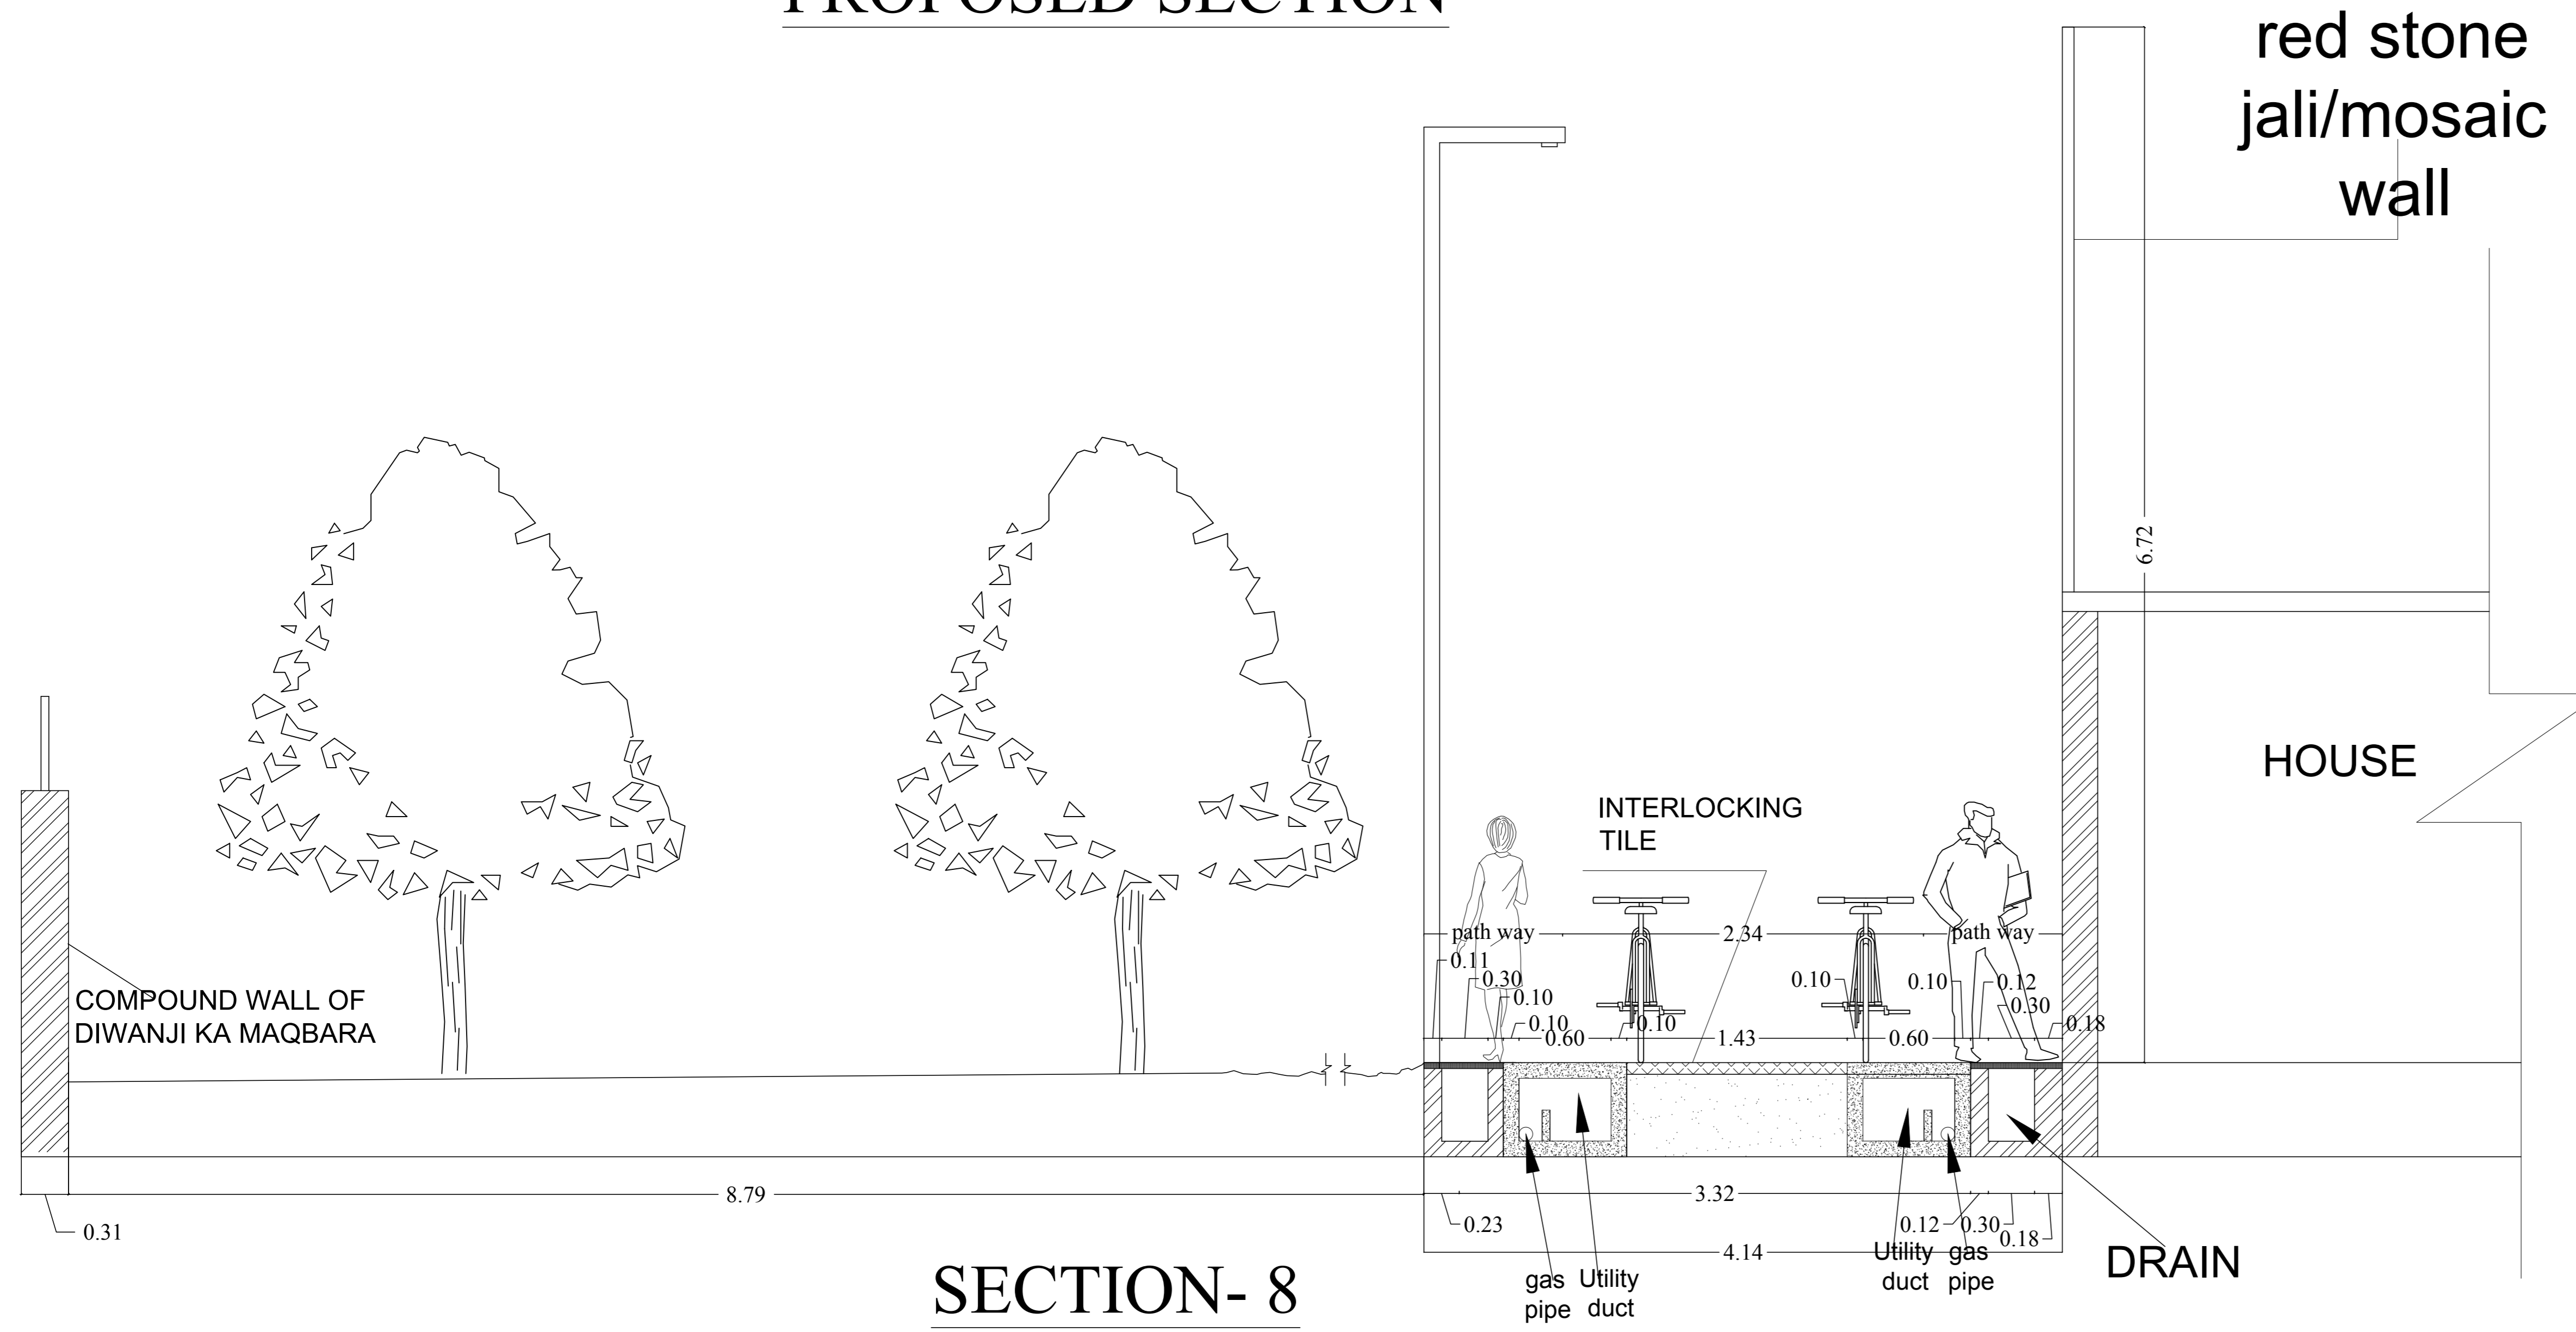 PROPOSED SECTION
red stone
jali/mosaic
wall
6.72
HOUSE
INTERLOCKING
TILE
path way
2.34
path way
0.11
0.30
0.10
0.10
0.60
0.10
1.43
0.10
0.60
0.10
0.12
0.30
0.18
COMPOUND WALL OF
DIWANJI KA MAQBARA
8.79
0.31
3.32
0.23
0.12
0.30
0.18
4.14
gas
pipe
Utility
duct
Utility
duct
gas
pipe
DRAIN
SECTION- 8